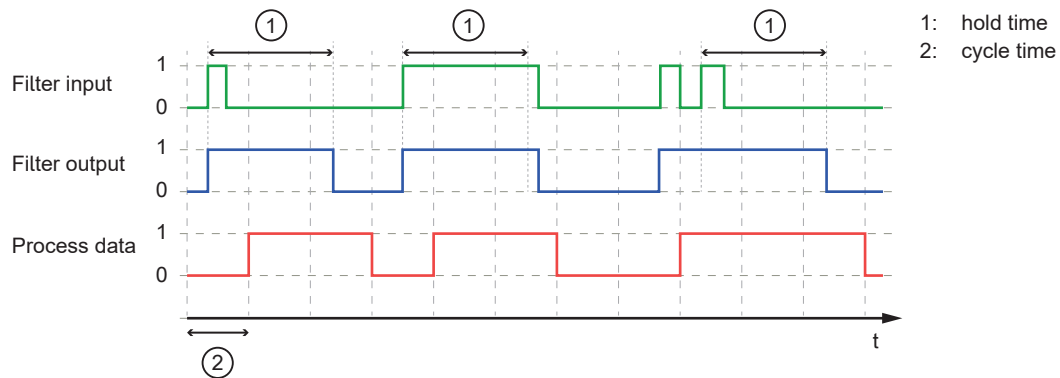 1 1 1
1: hold time
2: cycle time
Filter input 1
0
Filter output 1
0
Process data 1
0
t
2